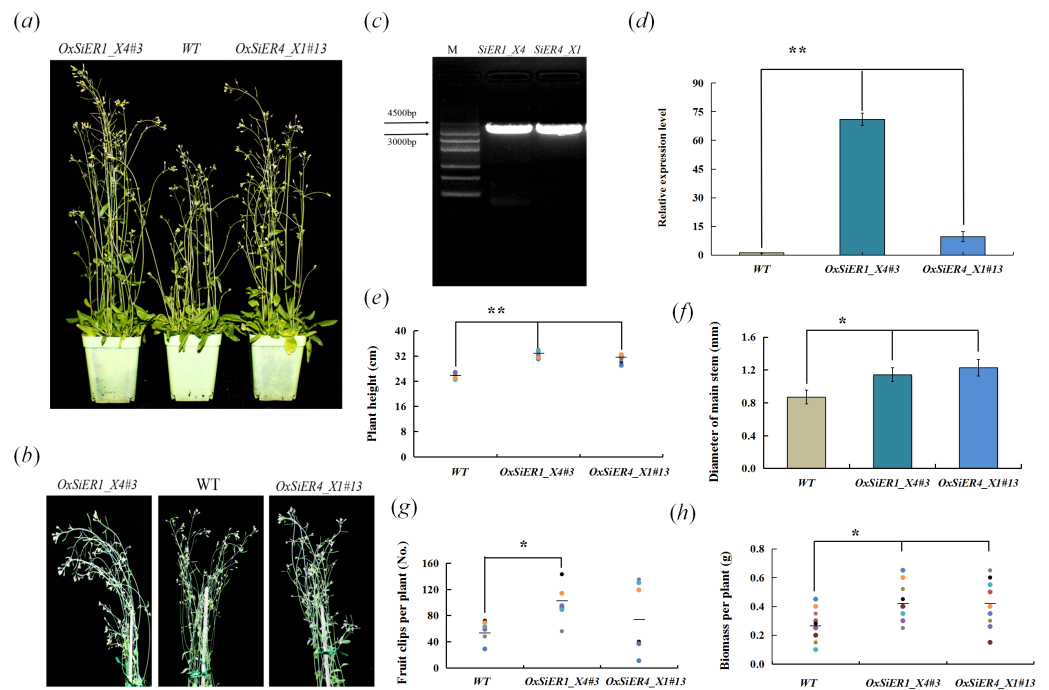 (a)
OxSiER1_X4#3 WT OxSiER4_X1#13
(b)
OxSiER1_X4#3 WT OxSiER4_X1#13
(c)
M SiER1_X4 SiER4_X1
4500bp
3000bp
(d)
**
Relative expression level
90
75
60
45
30
15
0
WT OxSiER1_X4#3 OxSiER4_X1#13
(e)
**
Plant height (cm)
40
32
24
16
8
0
WT OxSiER1_X4#3 OxSiER4_X1#13
(f)
*
Diameter of main stem (mm)
1.6
1.2
0.8
0.4
0.0
WT OxSiER1_X4#3 OxSiER4_X1#13
(g)
*
Fruit clips per plant (No.)
160
120
80
40
0
WT OxSiER1_X4#3 OxSiER4_X1#13
(h)
*
Biomass per plant (g)
0.8
0.6
0.4
0.2
0.0
WT OxSiER1_X4#3 OxSiER4_X1#13